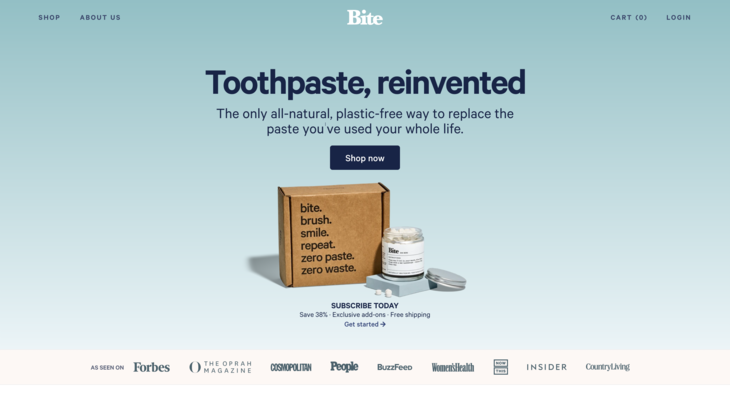 SHOP
ABOUT US
Bite
CART (0)
LOGIN
Toothpaste, reinvented
The only all-natural, plastic-free way to replace the
paste you've used your whole life.
Shop now
bite.
brush.
smile.
repeat.
zero paste.
zero waste.
Bite
SUBSCRIBE TODAY
Save 38% · Exclusive add-ons · Free shipping
Get started →
AS SEEN ON
Forbes
THE OPRAH
MAGAZINE
COSMOPOLITAN
People
BuzzFeed
Women'sHealth
NOW
THIS
INSIDER
CountryLiving